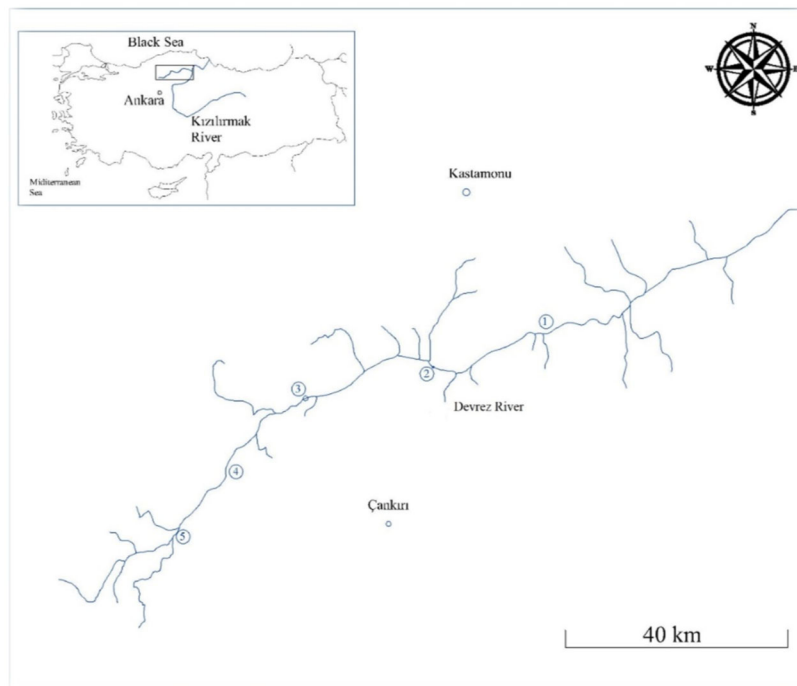 Black Sea
Ankara
Kızılırmak
River
Miditerranean
Sea
N
W
E
S
Kastamonu
1
2
3
Devrez River
4
Çankırı
5
40 km